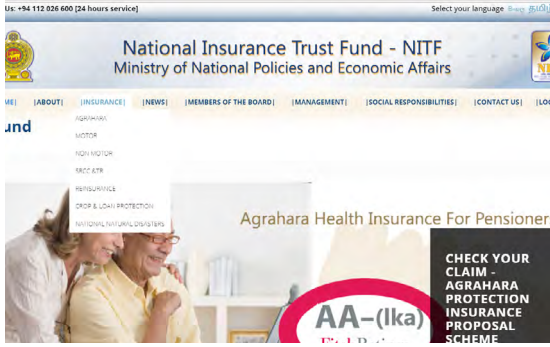 Us: +94 112 026 600 [24 hours service]
Select your language
National Insurance Trust Fund - NITF
Ministry of National Policies and Economic Affairs
ME| |ABOUT| |INSURANCE| |NEWS| |MEMBERS OF THE BOARD| |MANAGEMENT| |SOCIAL RESPONSIBILITIES| |CONTACT US| |LO
und
AGRAHARA
MOTOR
NON MOTOR
SRCC &TR
REINSURANCE
CROP & LOAN PROTECTION
NATIONAL NATURAL DISASTERS
Agrahara Health Insurance For Pensioner
CHECK YOUR
CLAIM -
AGRAHARA
PROTECTION
INSURANCE
PROPOSAL
SCHEME
AA-(lka)